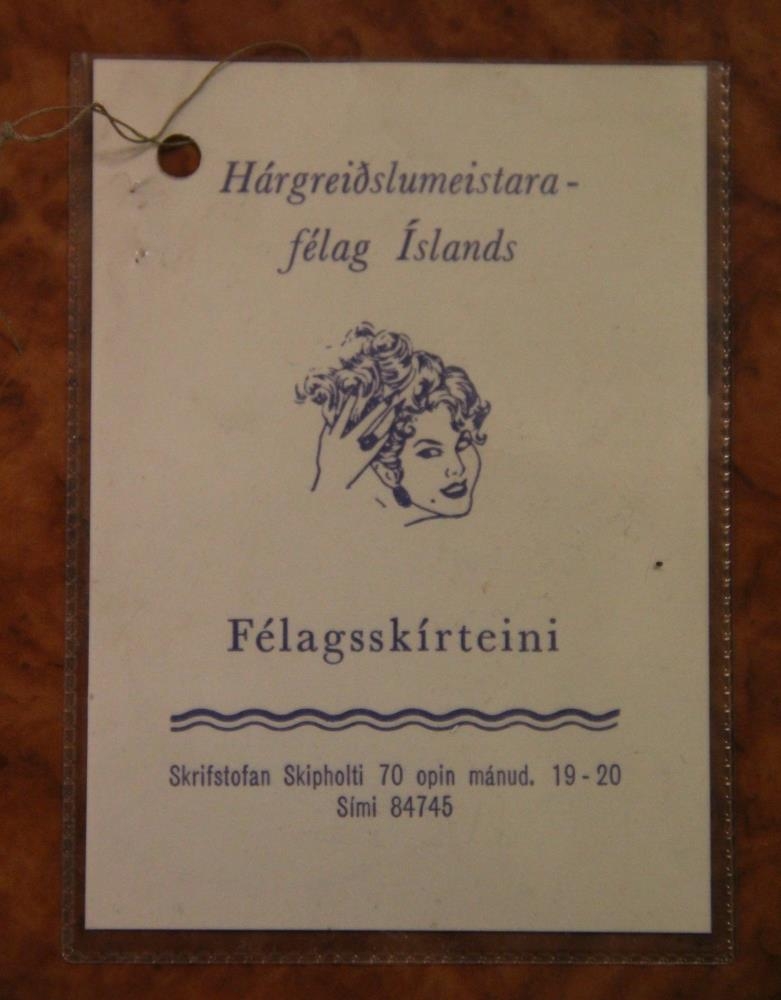 Hárgreiðslumeistara-
félag Íslands
Félagsskírteini
Skrifstofan Skipholti 70 opin mánud. 19-20
Sími 84745